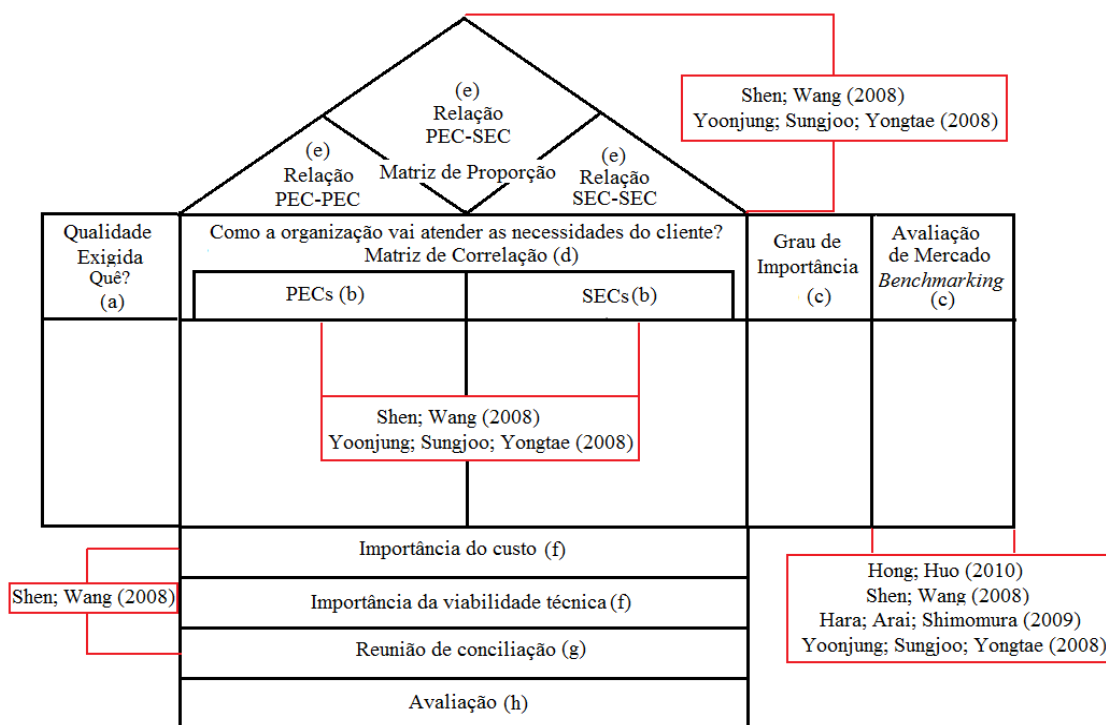 Shen; Wang (2008)
Yoonjung; Sungjoo; Yongtae (2008)
(e)
Relação
PEC-SEC
(e)
Relação
PEC-PEC
Matriz de Proporção
(e)
Relação
SEC-SEC
Qualidade
Exigida
Quê?
(a)
Como a organização vai atender as necessidades do cliente?
Matriz de Correlação (d)
PECs (b)
SECs (b)
Grau de
Importância
(c)
Avaliação
de Mercado
Benchmarking
(c)
Shen; Wang (2008)
Yoonjung; Sungjoo; Yongtae (2008)
Importância do custo (f)
Importância da viabilidade técnica (f)
Reunião de conciliação (g)
Avaliação (h)
Shen; Wang (2008)
Hong; Huo (2010)
Shen; Wang (2008)
Hara; Arai; Shimomura (2009)
Yoonjung; Sungjoo; Yongtae (2008)